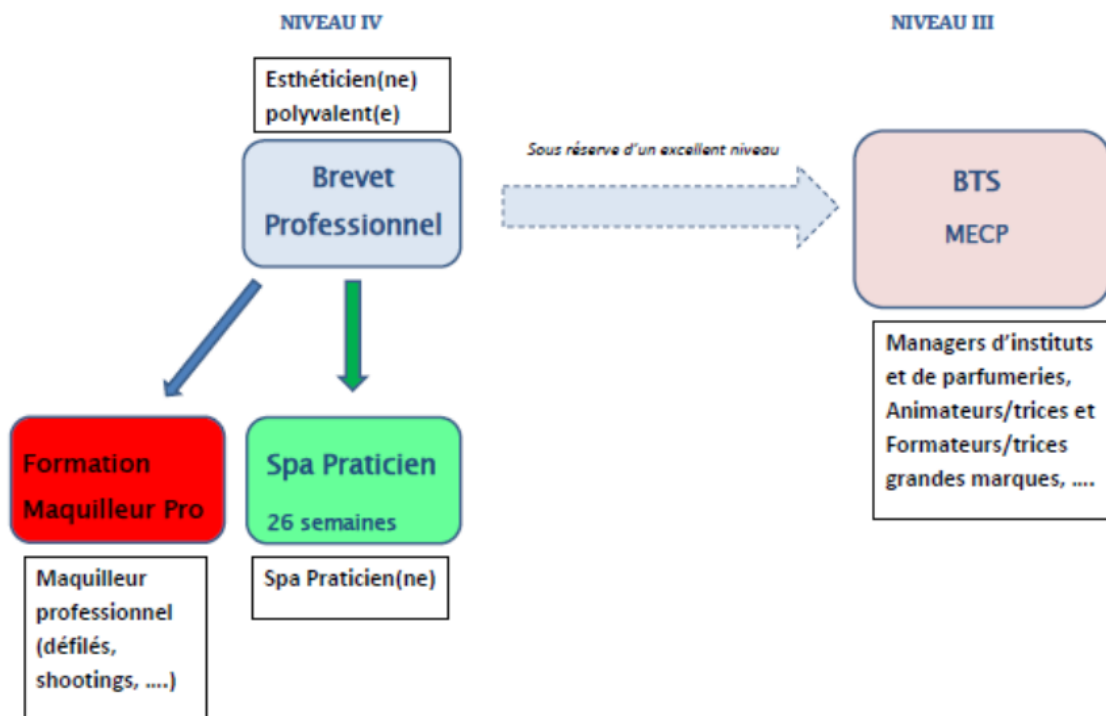 NIVEAU IV
NIVEAU III
Esthéticien(ne)
polyvalent(e)
Brevet
Professionnel
Sous réserve d'un excellent niveau
BTS
MECP
Managers d'instituts
et de parfumeries,
Animateurs/trices et
Formateurs/trices
grandes marques, ....
Formation
Maquilleur Pro
Spa Praticien
26 semaines
Maquilleur
professionnel
(défilés,
shootings, ....)
Spa Praticien(ne)